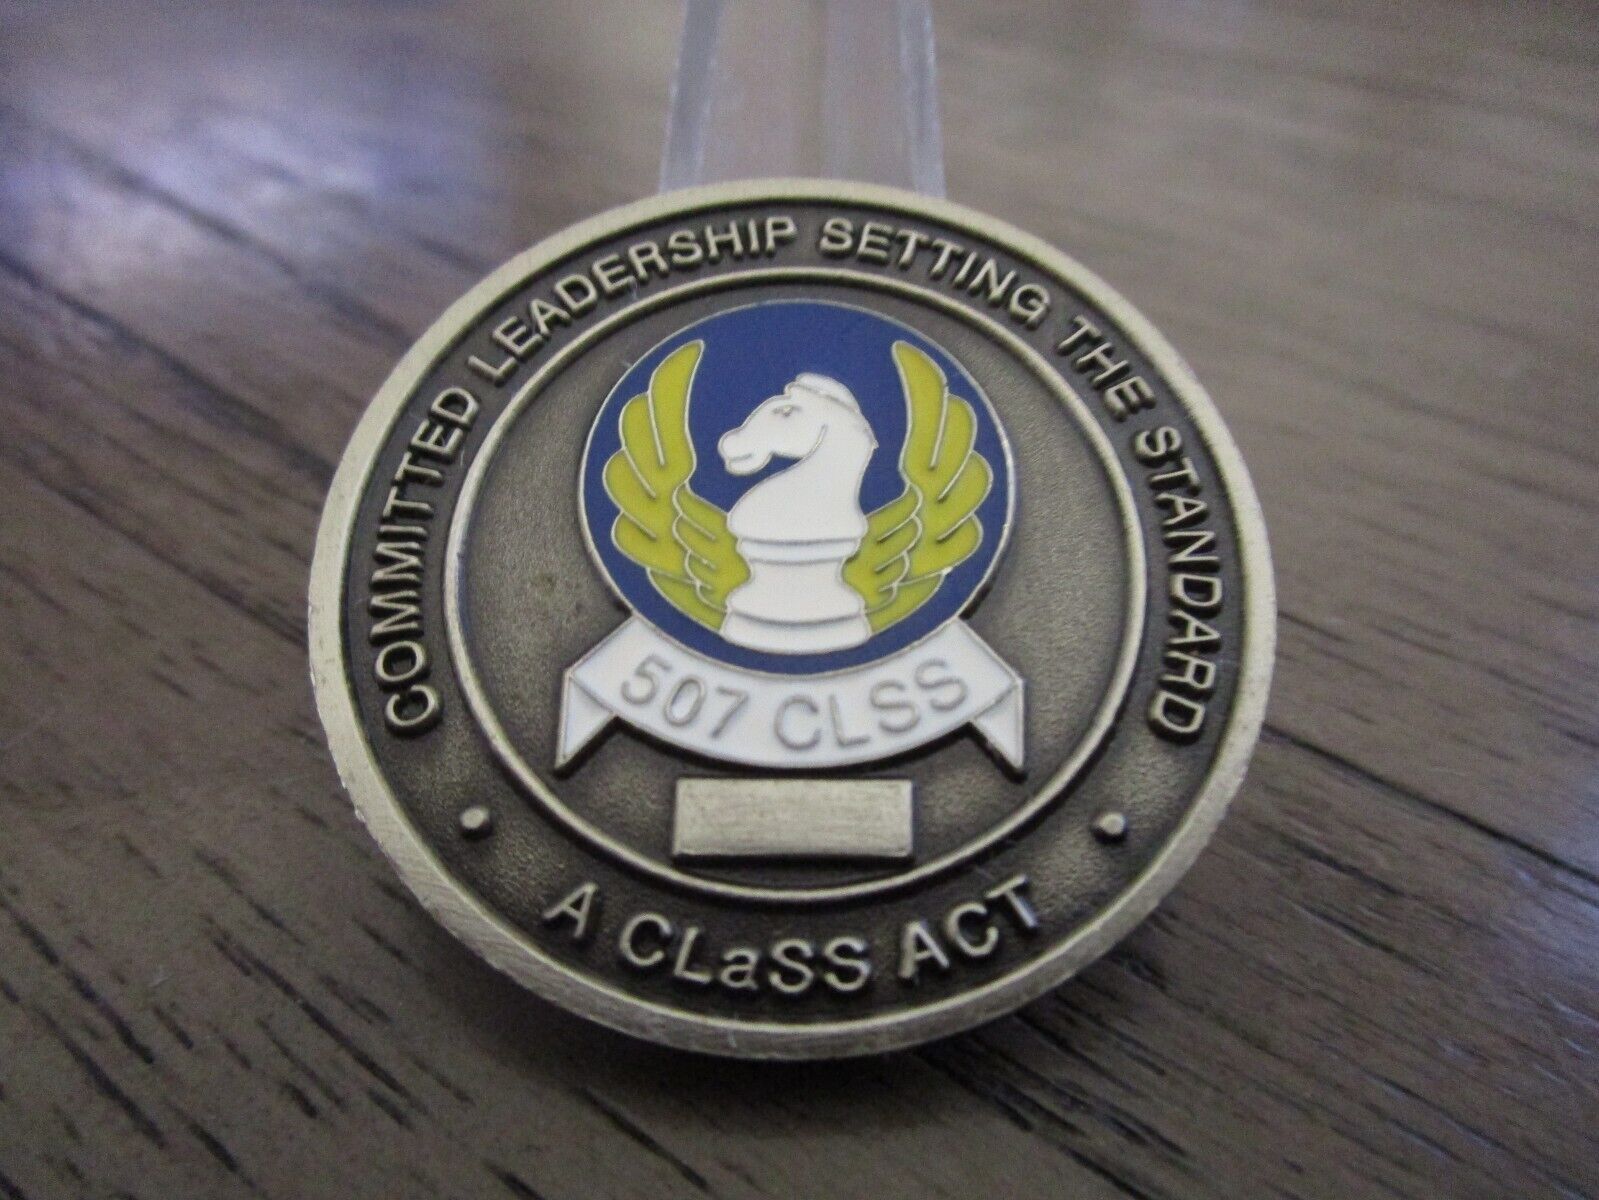 COMMITTED LEADERSHIP SETTING THE STANDARD
507 CLSS
• A CLaSS ACT •